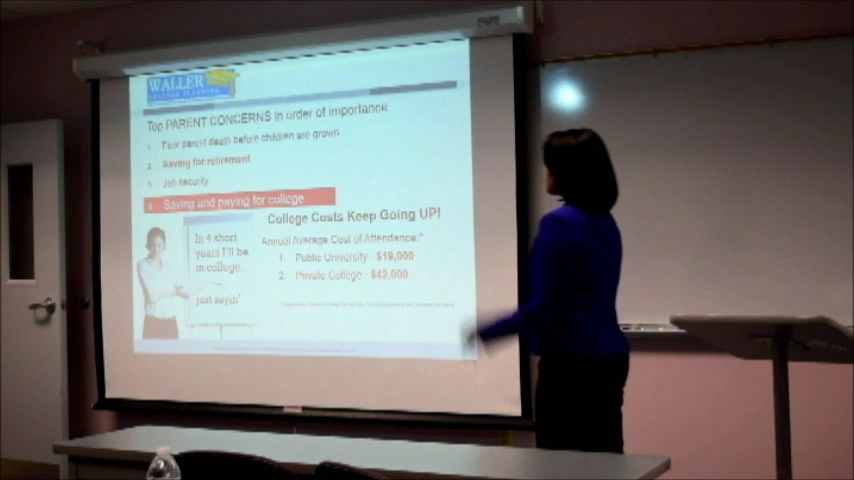 WALLER
COLLEGE PLANNING
Top PARENT CONCERNS in order of importance
1. Fear parent death before children are grown
2. Saving for retirement
3. Job security
4. Saving and paying for college
College Costs Keep Going UP!
Annual Average Cost of Attendance:*
1. Public University - $19,000
2. Private College - $42,000
In 4 short
years I'll be
in college...
just sayin'